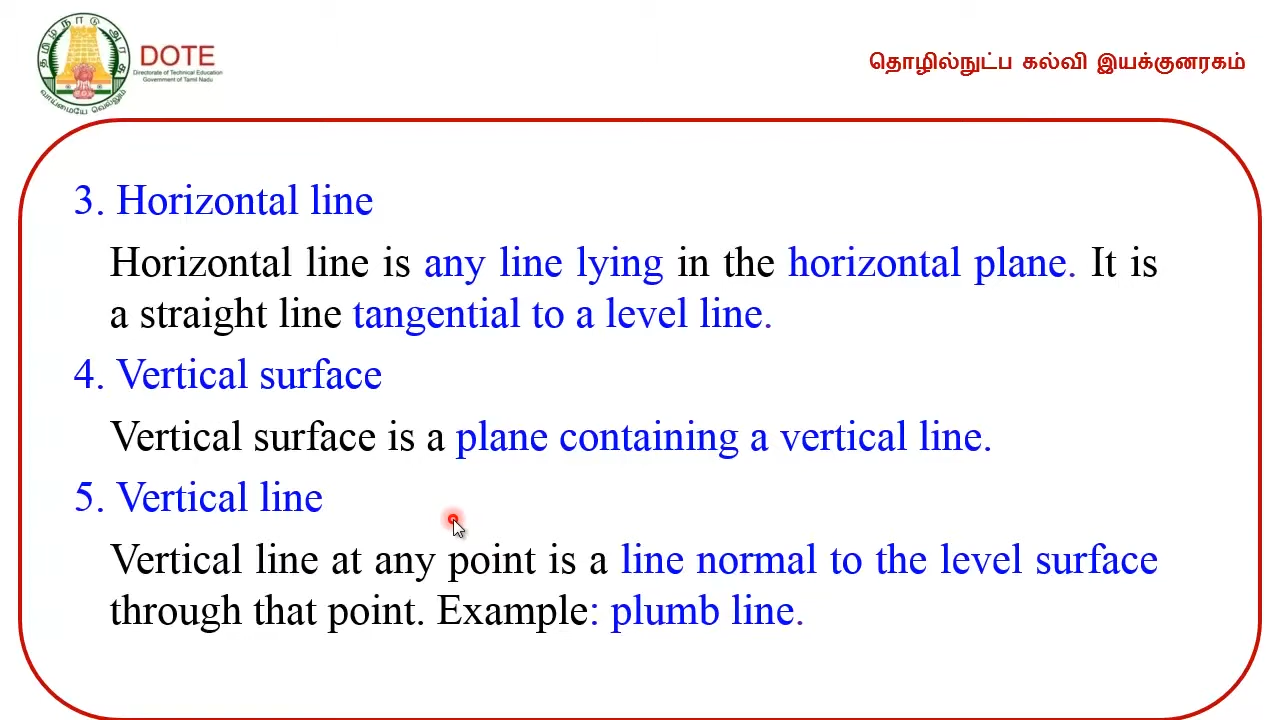 தமிழ்நாடு அரசு
வாய்மையே வெல்லும்
DOTE
Directorate of Technical Education
Government of Tamil Nadu
தொழில்நுட்ப கல்வி இயக்குனரகம்
3. Horizontal line
Horizontal line is any line lying in the horizontal plane. It is
a straight line tangential to a level line.
4. Vertical surface
Vertical surface is a plane containing a vertical line.
5. Vertical line
Vertical line at any point is a line normal to the level surface
through that point. Example: plumb line.